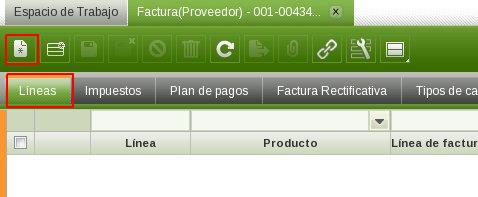 Espacio de Trabajo
Factura(Proveedor) - 001-00434...
Líneas
Impuestos
Plan de pagos
Factura Rectificativa
Tipos de ca
Línea
Producto
Línea de factur